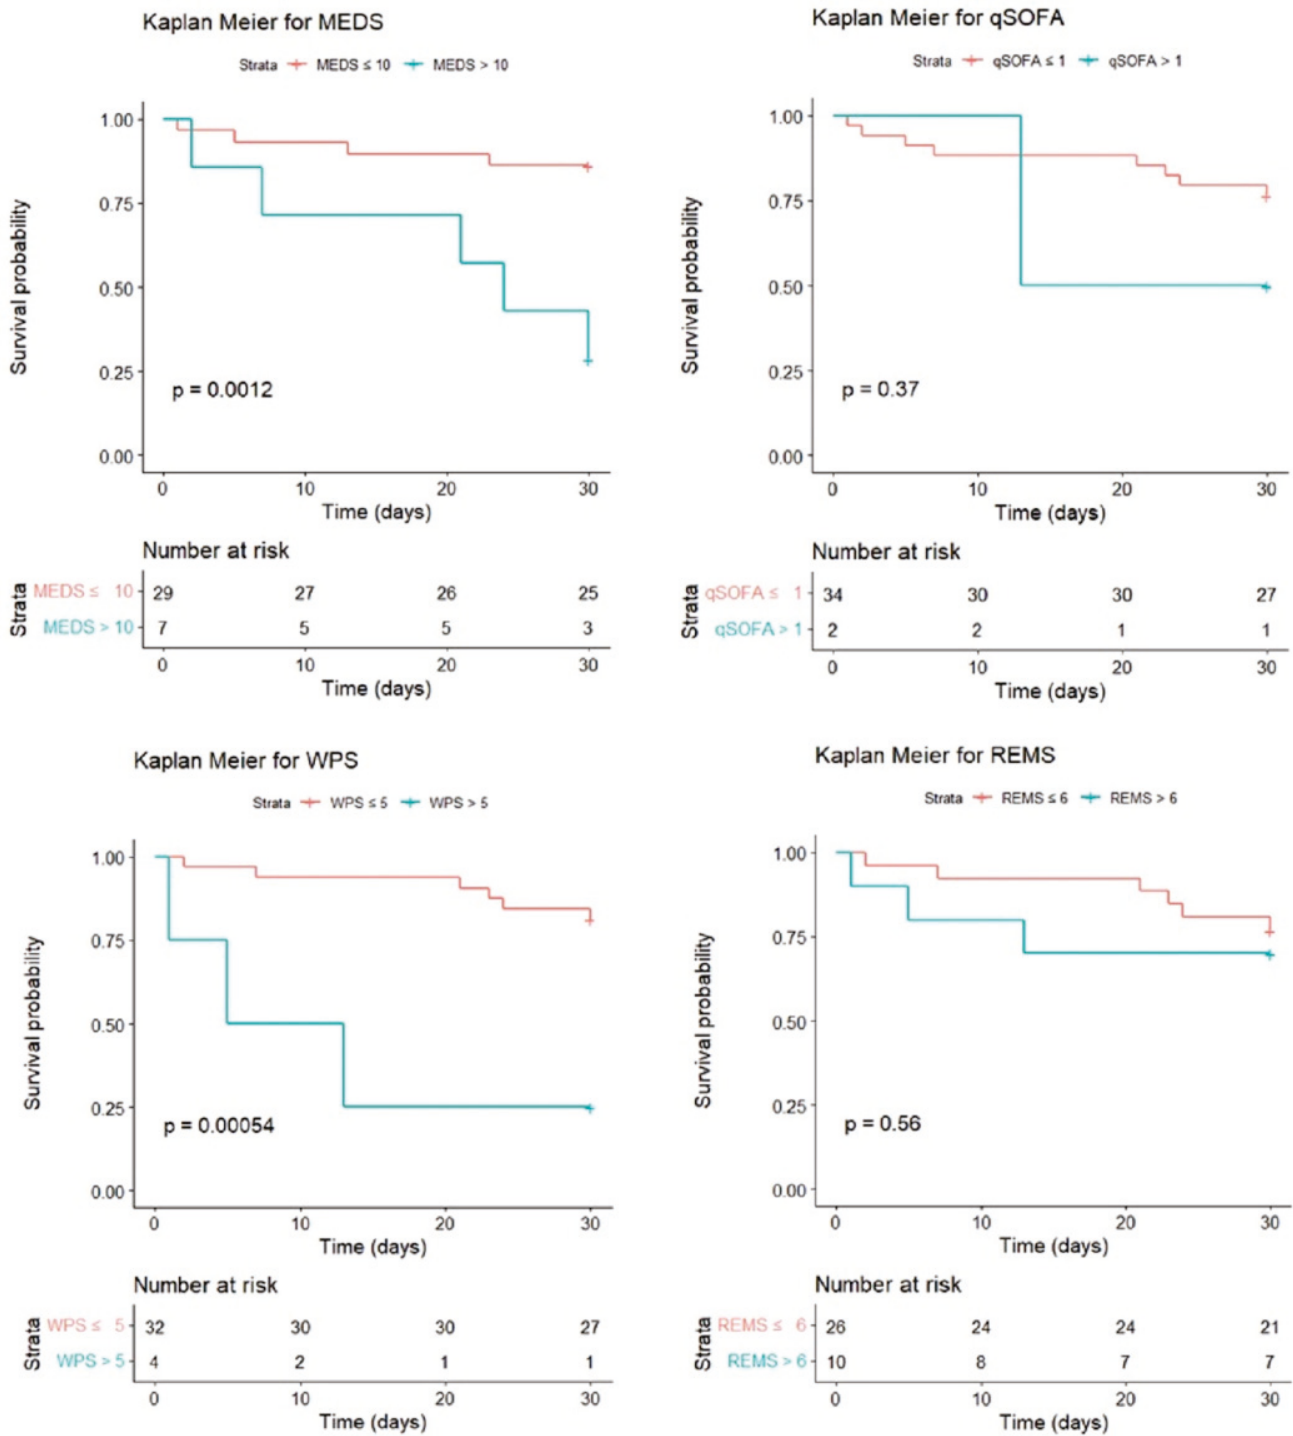 Kaplan Meier for MEDS
Strata MEDS ≤ 10 MEDS > 10
Survival probability
1.00
0.75
0.50
0.25
0.00
p = 0.0012
0 10 20 30
Time (days)
Number at risk
Strata
MEDS ≤ 10 29 27 26 25
MEDS > 10 7 5 5 3
0 10 20 30
Time (days)
Kaplan Meier for qSOFA
Strata qSOFA ≤ 1 qSOFA > 1
Survival probability
1.00
0.75
0.50
0.25
0.00
p = 0.37
0 10 20 30
Time (days)
Number at risk
Strata
qSOFA ≤ 1 34 30 30 27
qSOFA > 1 2 2 1 1
0 10 20 30
Time (days)
Kaplan Meier for WPS
Strata WPS ≤ 5 WPS > 5
Survival probability
1.00
0.75
0.50
0.25
0.00
p = 0.00054
0 10 20 30
Time (days)
Number at risk
Strata
WPS ≤ 5 32 30 30 27
WPS > 5 4 2 1 1
0 10 20 30
Time (days)
Kaplan Meier for REMS
Strata REMS ≤ 6 REMS > 6
Survival probability
1.00
0.75
0.50
0.25
0.00
p = 0.56
0 10 20 30
Time (days)
Number at risk
Strata
REMS ≤ 6 26 24 24 21
REMS > 6 10 8 7 7
0 10 20 30
Time (days)